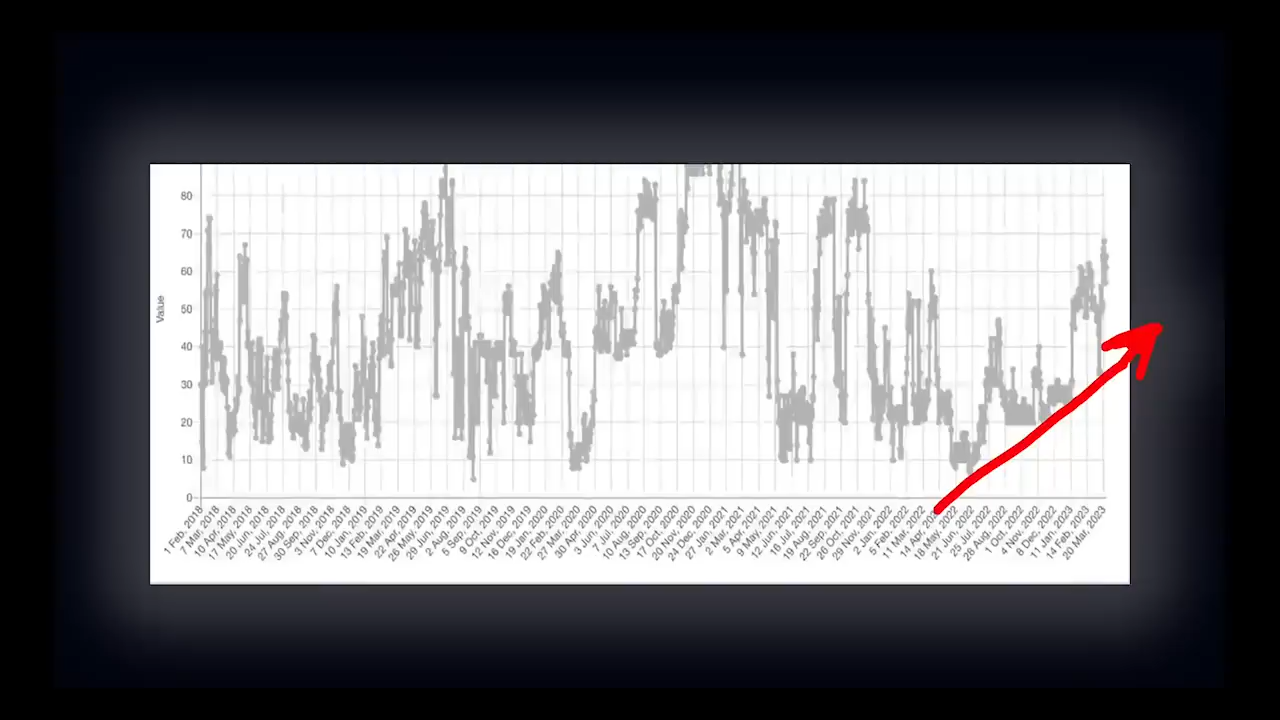 80
70
60
50
40
30
20
10
0
Value
1 Feb, 2018
7 Mar, 2018
10 Apr, 2018
17 May, 2018
20 Jun, 2018
24 Jul, 2018
27 Aug, 2018
30 Sep, 2018
3 Nov, 2018
7 Dec, 2018
10 Jan, 2019
13 Feb, 2019
19 Mar, 2019
22 Apr, 2019
26 May, 2019
29 Jun, 2019
2 Aug, 2019
5 Sep, 2019
9 Oct, 2019
12 Nov, 2019
16 Dec, 2019
19 Jan, 2020
22 Feb, 2020
27 Mar, 2020
30 Apr, 2020
3 Jun, 2020
7 Jul, 2020
10 Aug, 2020
13 Sep, 2020
17 Oct, 2020
20 Nov, 2020
24 Dec, 2020
27 Jan, 2021
2 Mar, 2021
5 Apr, 2021
9 May, 2021
12 Jun, 2021
16 Jul, 2021
19 Aug, 2021
22 Sep, 2021
26 Oct, 2021
29 Nov, 2021
2 Jan, 2022
5 Feb, 2022
11 Mar, 2022
14 Apr, 2022
18 May, 2022
21 Jun, 2022
25 Jul, 2022
28 Aug, 2022
1 Oct, 2022
4 Nov, 2022
8 Dec, 2022
11 Jan, 2023
14 Feb, 2023
20 Mar, 2023